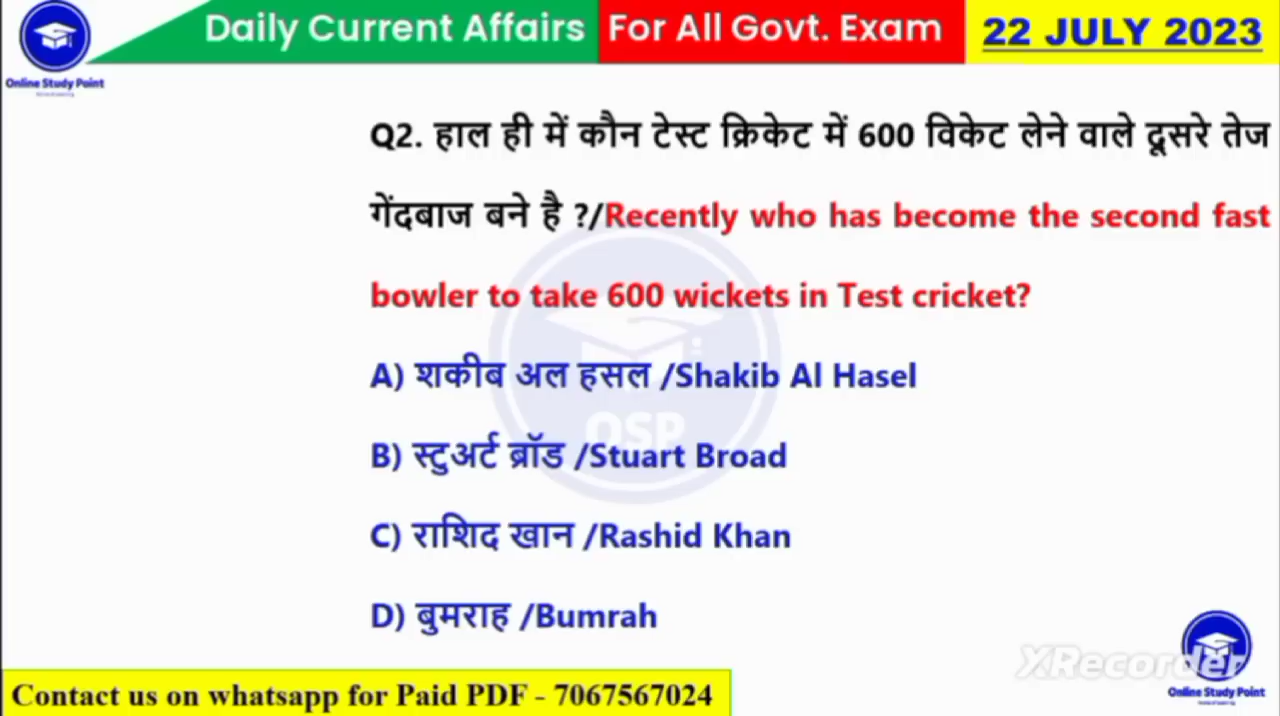 Daily Current Affairs For All Govt. Exam 22 JULY 2023
Online Study Point
Q2. हाल ही में कौन टेस्ट क्रिकेट में 600 विकेट लेने वाले दूसरे तेज
गेंदबाज बने है ?/Recently who has become the second fast
bowler to take 600 wickets in Test cricket?
A) शकीब अल हसल /Shakib Al Hasel
OSP
B) स्टुअर्ट ब्रॉड /Stuart Broad
C) राशिद खान /Rashid Khan
D) बुमराह /Bumrah
XRecorder
Online Study Point
Contact us on whatsapp for Paid PDF - 7067567024